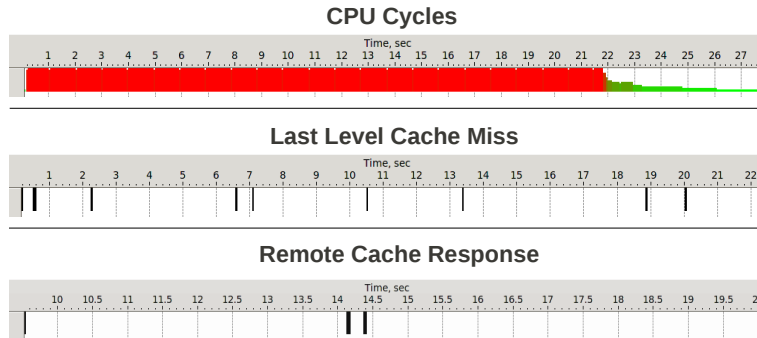 CPU Cycles
Time, sec
1 2 3 4 5 6 7 8 9 10 11 12 13 14 15 16 17 18 19 20 21 22 23 24 25 26 27
Last Level Cache Miss
Time, sec
1 2 3 4 5 6 7 8 9 10 11 12 13 14 15 16 17 18 19 20 21 22
Remote Cache Response
Time, sec
10 10.5 11 11.5 12 12.5 13 13.5 14 14.5 15 15.5 16 16.5 17 17.5 18 18.5 19 19.5